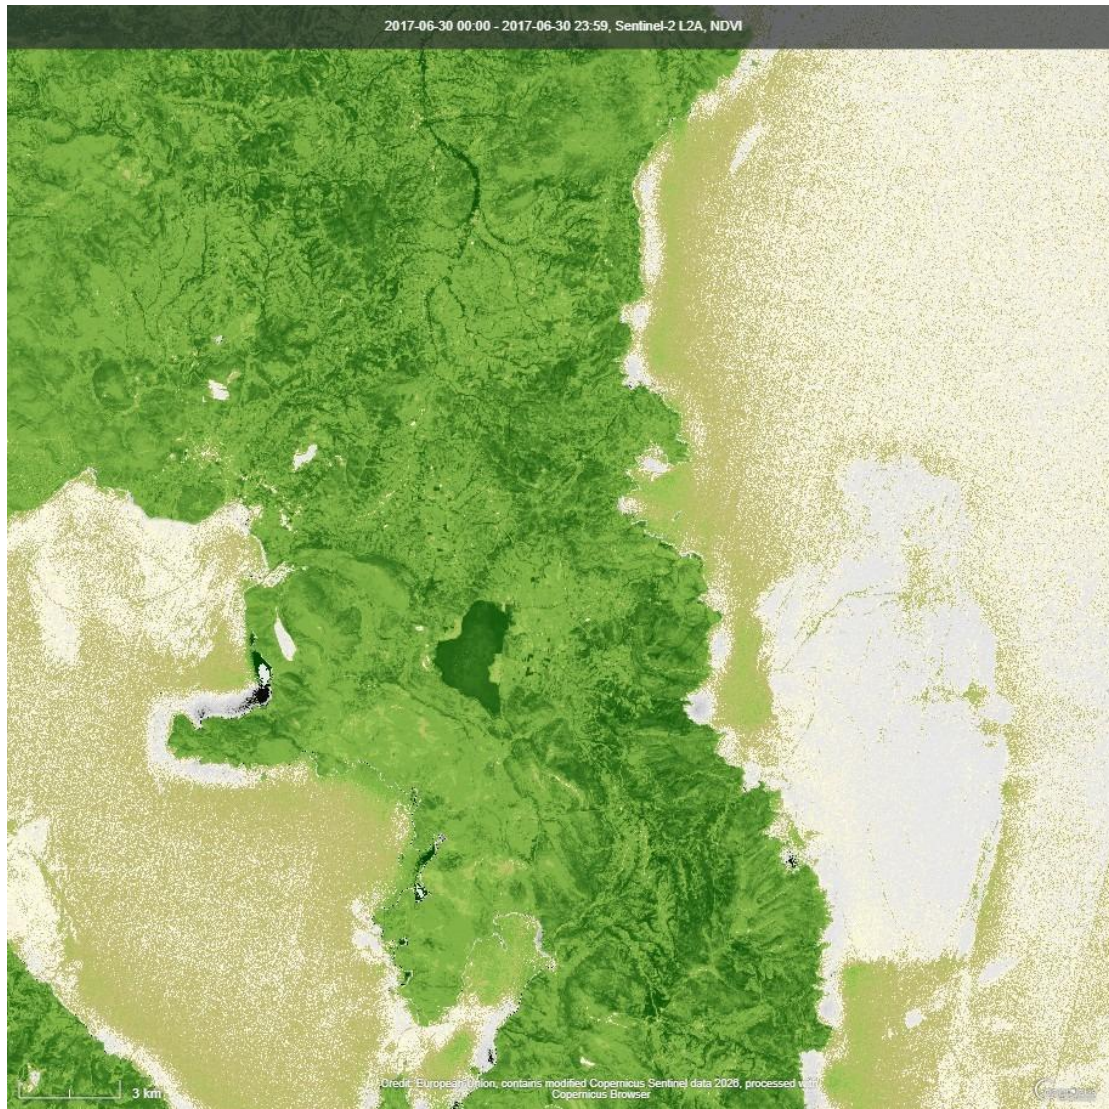 2017-06-30 00:00 - 2017-06-30 23:59, Sentinel-2 L2A, NDVI
3 km
Credit: European Union, contains modified Copernicus Sentinel data 2026, processed with
Copernicus Browser